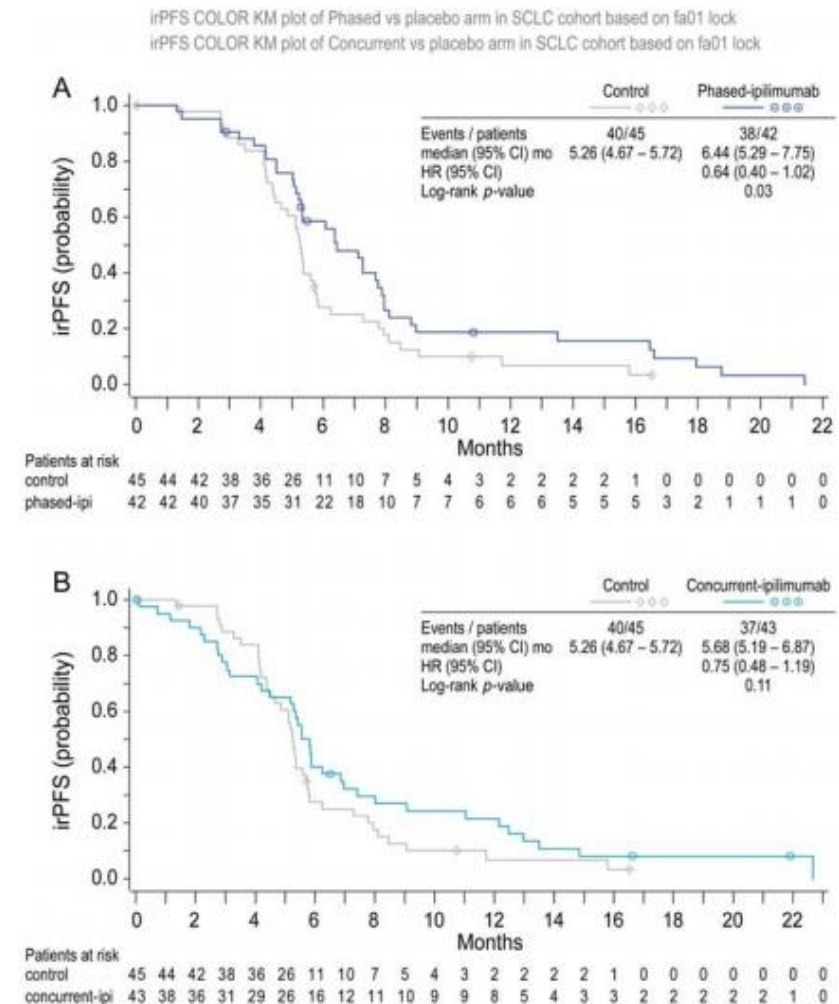 irPFS COLOR KM plot of Phased vs placebo arm in SCLC cohort based on fa01 lock
irPFS COLOR KM plot of Concurrent vs placebo arm in SCLC cohort based on fa01 lock
A
Control Phased-ipilimumab
Events / patients 40/45 38/42
median (95% CI) mo 5.26 (4.67 – 5.72) 6.44 (5.29 – 7.75)
HR (95% CI) 0.64 (0.40 – 1.02)
Log-rank p-value 0.03
irPFS (probability)
1.0
0.8
0.6
0.4
0.2
0.0
0 2 4 6 8 10 12 14 16 18 20 22
Months
Patients at risk
control 45 44 42 38 36 26 11 10 7 5 4 3 2 2 2 2 1 0 0 0 0 0 0
phased-ipi 42 42 40 37 35 31 22 18 10 7 7 6 6 6 5 5 5 3 2 1 1 1 0
B
Control Concurrent-ipilimumab
Events / patients 40/45 37/43
median (95% CI) mo 5.26 (4.67 – 5.72) 5.68 (5.19 – 6.87)
HR (95% CI) 0.75 (0.48 – 1.19)
Log-rank p-value 0.11
irPFS (probability)
1.0
0.8
0.6
0.4
0.2
0.0
0 2 4 6 8 10 12 14 16 18 20 22
Months
Patients at risk
control 45 44 42 38 36 26 11 10 7 5 4 3 2 2 2 2 1 0 0 0 0 0 0
concurrent-ipi 43 38 36 31 29 26 16 12 11 10 9 9 8 5 4 3 3 2 2 2 2 2 1 0